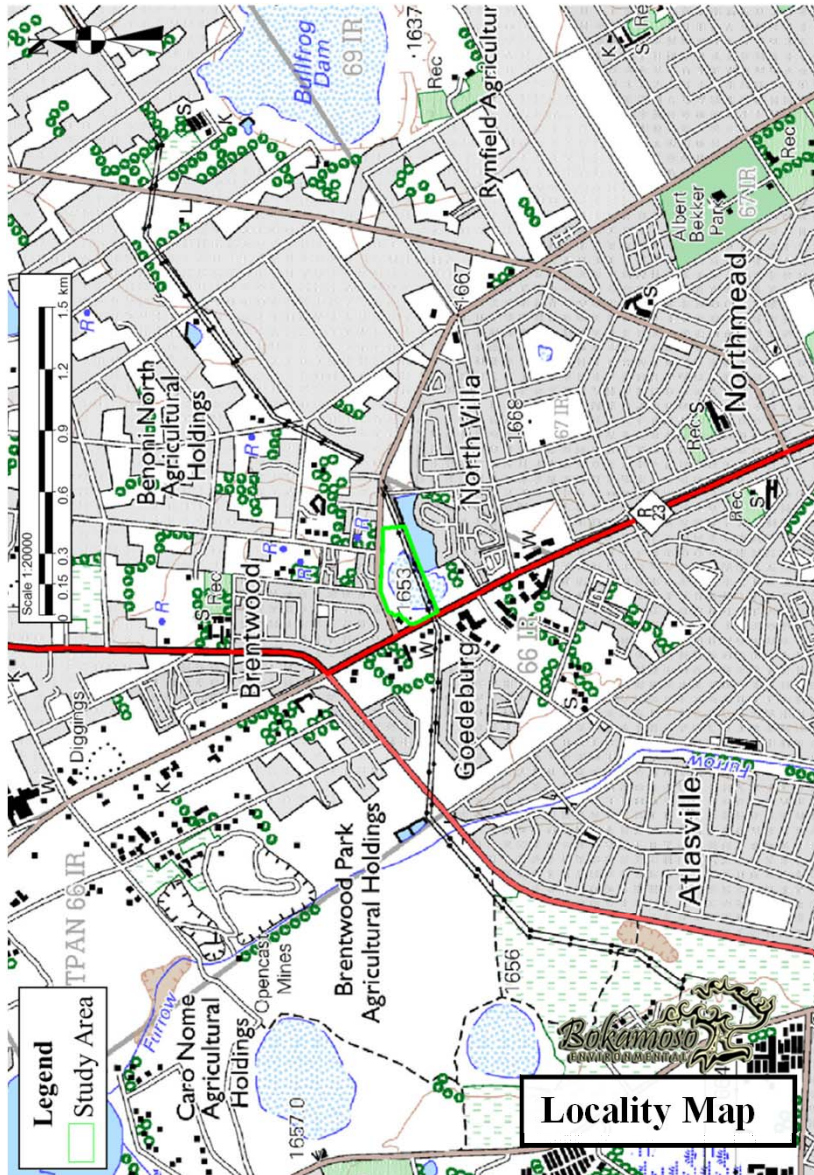 Legend
Study Area
Locality Map
Bokamoso
ENVIRONMENTAL
Scale 1:20000
0 0.15 0.3 0.6 0.9 1.2 1.5 km
TPAN 66 IR
Furrow
Caro Nome
Agricultural
Holdings
Opencast
Mines
1657.0
Diggings
W
K
K
Brentwood Park
Agricultural Holdings
1656
Brentwood
S
Rec
R
R
R
R
R
R
Benoni North
Agricultural
Holdings
K
S
Bullfrog
Dam
69 IR
1637
Rec
K
S
Rec
Rynfield Agricultur
1667
1653
W
Goedeburg
North Villa
W
66 IR
S
1668
67 IR
Furrow
Atlasville
R
23
Rec
S
Northmead
Rec
S
S
Albert
Bekker
Park
67 IR
Rec